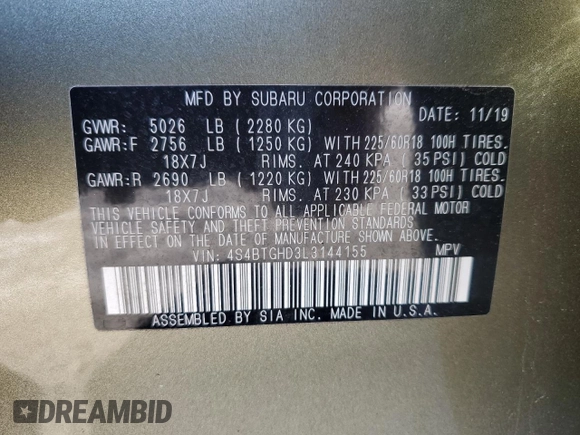 MFD BY SUBARU CORPORATION
DATE: 11/19
GVWR: 5026 LB ( 2280 KG)
GAWR:F 2756 LB ( 1250 KG) WITH 225/60R18 100H TIRES.
18X7J RIMS. AT 240 KPA ( 35 PSI) COLD
GAWR:R 2690 LB ( 1220 KG) WITH 225/60R18 100H TIRES.
18X7J RIMS. AT 230 KPA ( 33 PSI) COLD
THIS VEHICLE CONFORMS TO ALL APPLICABLE FEDERAL MOTOR
VEHICLE SAFETY AND THEFT PREVENTION STANDARDS
IN EFFECT ON THE DATE OF MANUFACTURE SHOWN ABOVE.
VIN: 4S4BTGHD3L3144155 MPV
ASSEMBLED BY SIA INC. MADE IN U.S.A.
DREAMBID